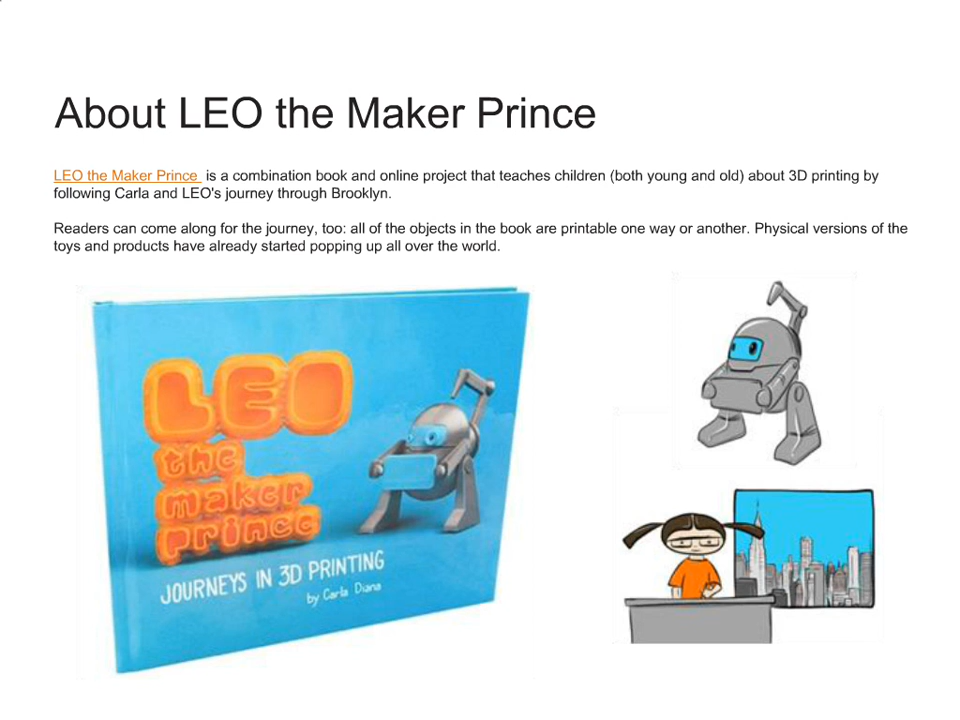 About LEO the Maker Prince
LEO the Maker Prince is a combination book and online project that teaches children (both young and old) about 3D printing by
following Carla and LEO's journey through Brooklyn.
Readers can come along for the journey, too: all of the objects in the book are printable one way or another. Physical versions of the
toys and products have already started popping up all over the world.
LEO
the
maker
prince
JOURNEYS IN 3D PRINTING
by Carla Diana